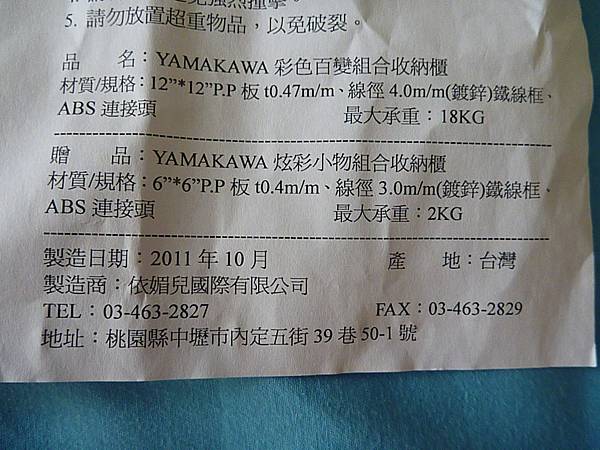 免強烈撞擊。
5. 請勿放置超重物品，以免破裂。
品 名：YAMAKAWA 彩色百變組合收納櫃
材質/規格：12”*12”P.P 板 t0.47m/m、線徑 4.0m/m(鍍鋅)鐵線框、
ABS 連接頭 最大承重：18KG
贈 品：YAMAKAWA 炫彩小物組合收納櫃
材質/規格：6”*6”P.P 板 t0.4m/m、線徑 3.0m/m(鍍鋅)鐵線框、
ABS 連接頭 最大承重：2KG
製造日期：2011 年 10 月 產 地：台灣
製造商：依媚兒國際有限公司
TEL：03-463-2827 FAX：03-463-2829
地址：桃園縣中壢市內定五街 39 巷 50-1 號